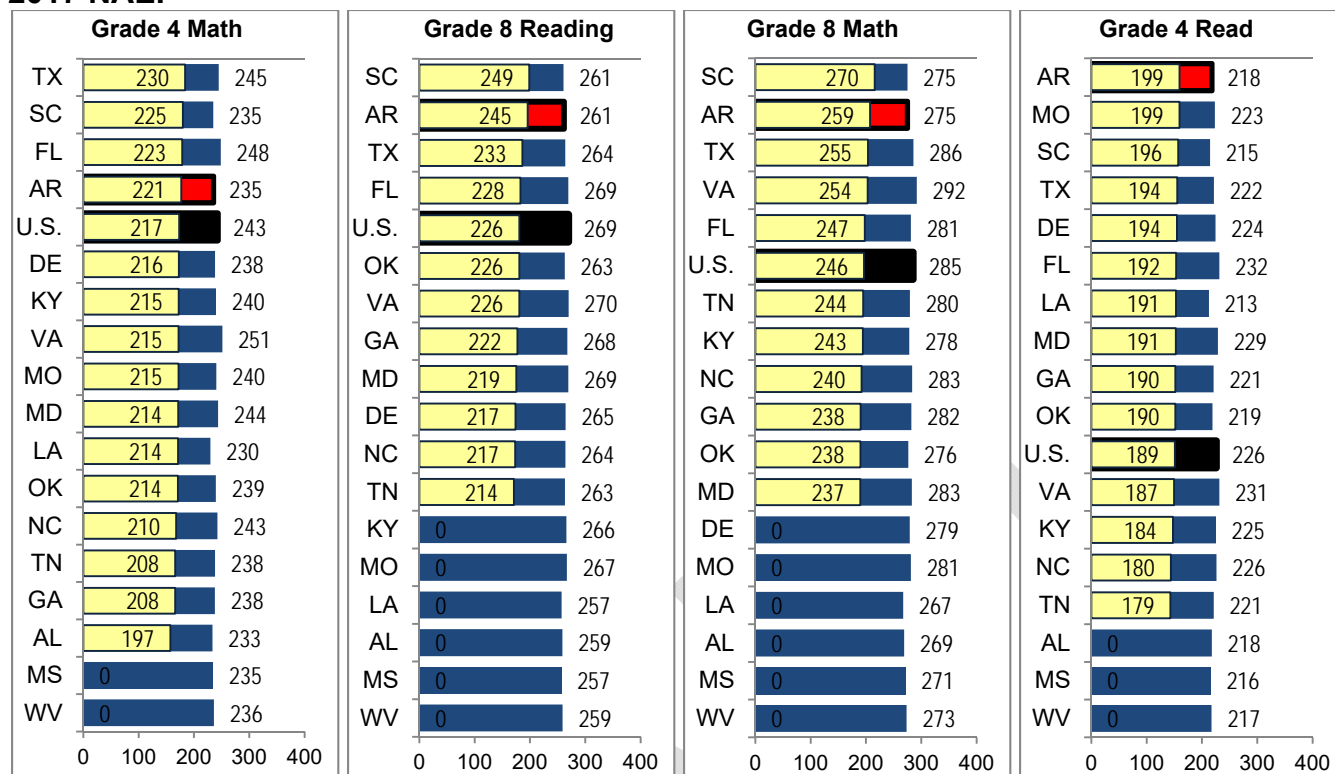 Grade 4 Math
TX 230 245
SC 225 235
FL 223 248
AR 221 235
U.S. 217 243
DE 216 238
KY 215 240
VA 215 251
MO 215 240
MD 214 244
LA 214 230
OK 214 239
NC 210 243
TN 208 238
GA 208 238
AL 197 233
MS 0 235
WV 0 236
0 100 200 300 400
Grade 8 Reading
SC 249 261
AR 245 261
TX 233 264
FL 228 269
U.S. 226 269
OK 226 263
VA 226 270
GA 222 268
MD 219 269
DE 217 265
NC 217 264
TN 214 263
KY 0 266
MO 0 267
LA 0 257
AL 0 259
MS 0 257
WV 0 259
0 100 200 300 400
Grade 8 Math
SC 270 275
AR 259 275
TX 255 286
VA 254 292
FL 247 281
U.S. 246 285
TN 244 280
KY 243 278
NC 240 283
GA 238 282
OK 238 276
MD 237 283
DE 0 279
MO 0 281
LA 0 267
AL 0 269
MS 0 271
WV 0 273
0 100 200 300 400
Grade 4 Read
AR 199 218
MO 199 223
SC 196 215
TX 194 222
DE 194 224
FL 192 232
LA 191 213
MD 191 229
GA 190 221
OK 190 219
U.S. 189 226
VA 187 231
KY 184 225
NC 180 226
TN 179 221
AL 0 218
MS 0 216
WV 0 217
0 100 200 300 400